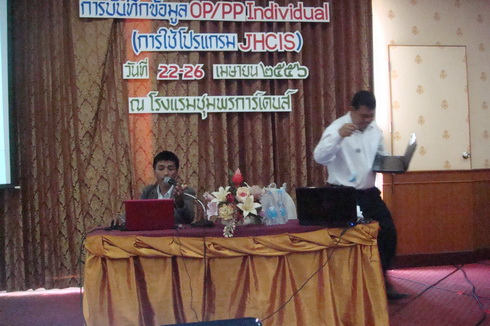 การบันทึกข้อมูล OP/PP Individual
(การใช้โปรแกรม JHCIS)
วันที่ 22-26 เมษายน ๒๕๕๖
ณ โรงแรมชุมพรการ์เดนส์